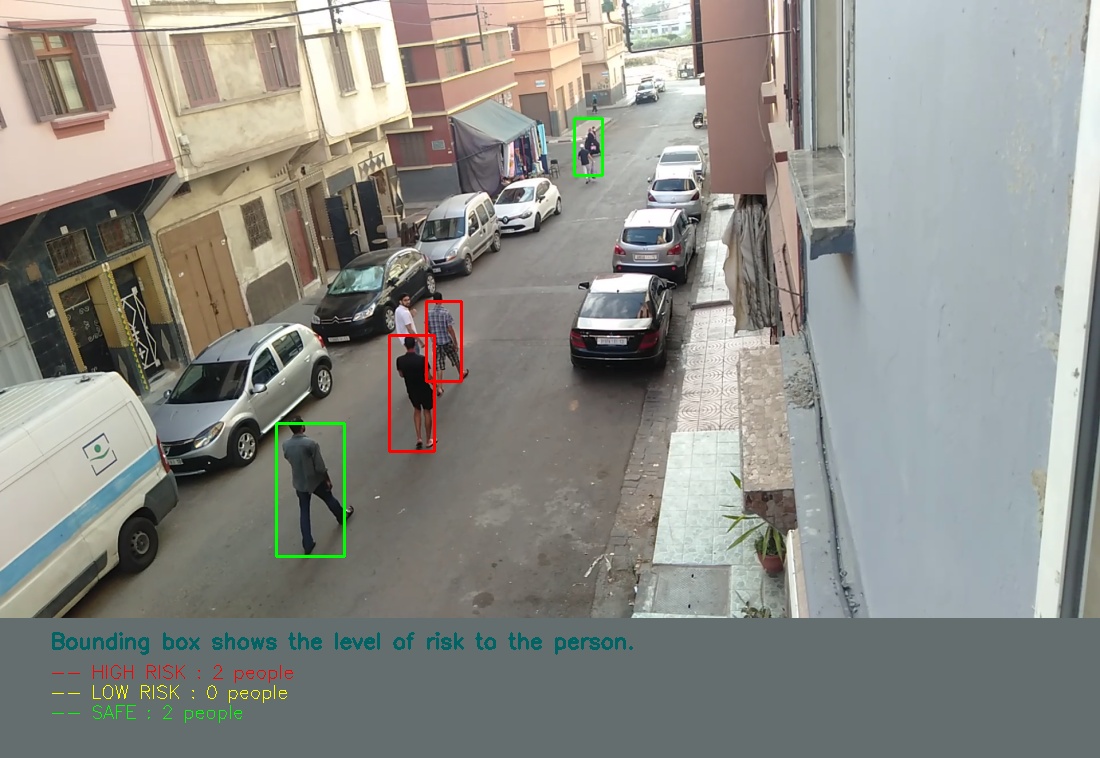 Bounding box shows the level of risk to the person.
—— HIGH RISK : 2 people
—— LOW RISK : 0 people
—— SAFE : 2 people